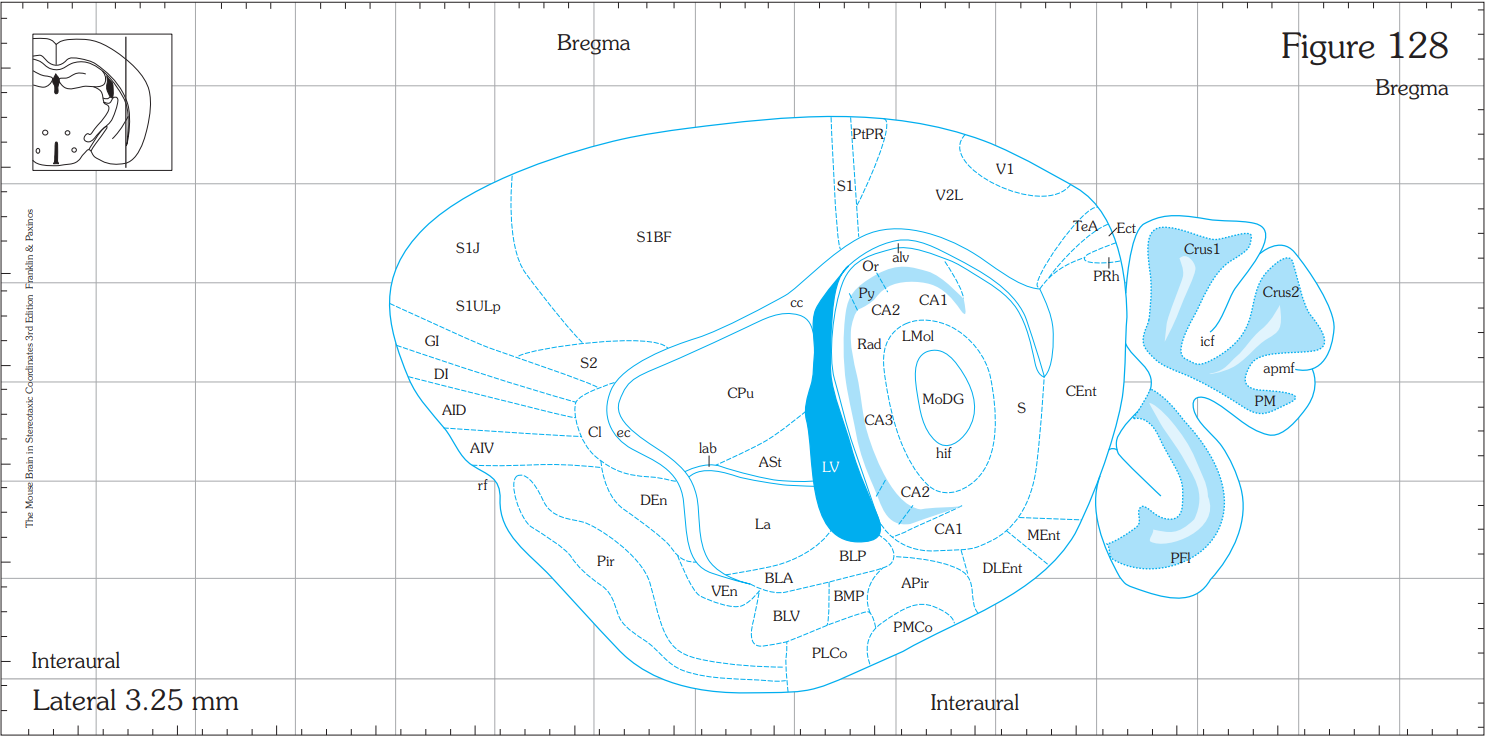 Bregma
Figure 128
Bregma
PtPR
V1
S1
V2L
TeA
Ect
S1BF
S1J
Crus1
alv
Or
PRh
Py
CA1
Crus2
cc
CA2
S1ULp
LMol
GI
Rad
icf
S2
DI
apmf
CPu
CEnt
MoDG
PM
AID
S
CA3
Cl
ec
AIV
lab
hif
ASt
LV
rf
CA2
DEn
La
CA1
MEnt
BLP
Pir
DLEnt
PFl
BLA
APir
VEn
BMP
BLV
PMCo
PLCo
The Mouse Brain in Stereotaxic Coordinates 3rd Edition Franklin & Paxinos
Interaural
Lateral 3.25 mm
Interaural